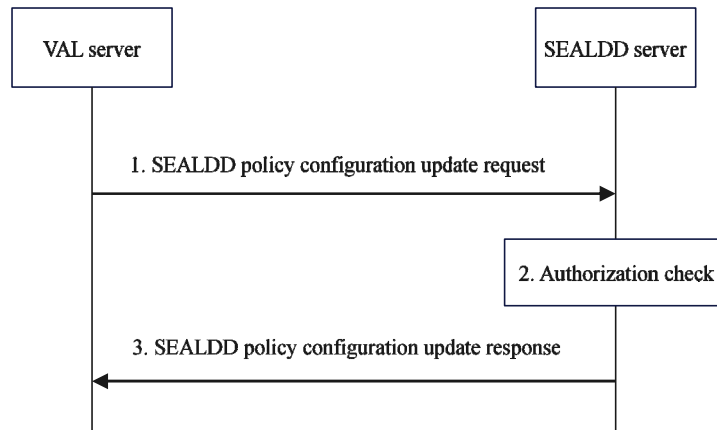 VAL server
SEALDD server
1. SEALDD policy configuration update request
2. Authorization check
3. SEALDD policy configuration update response